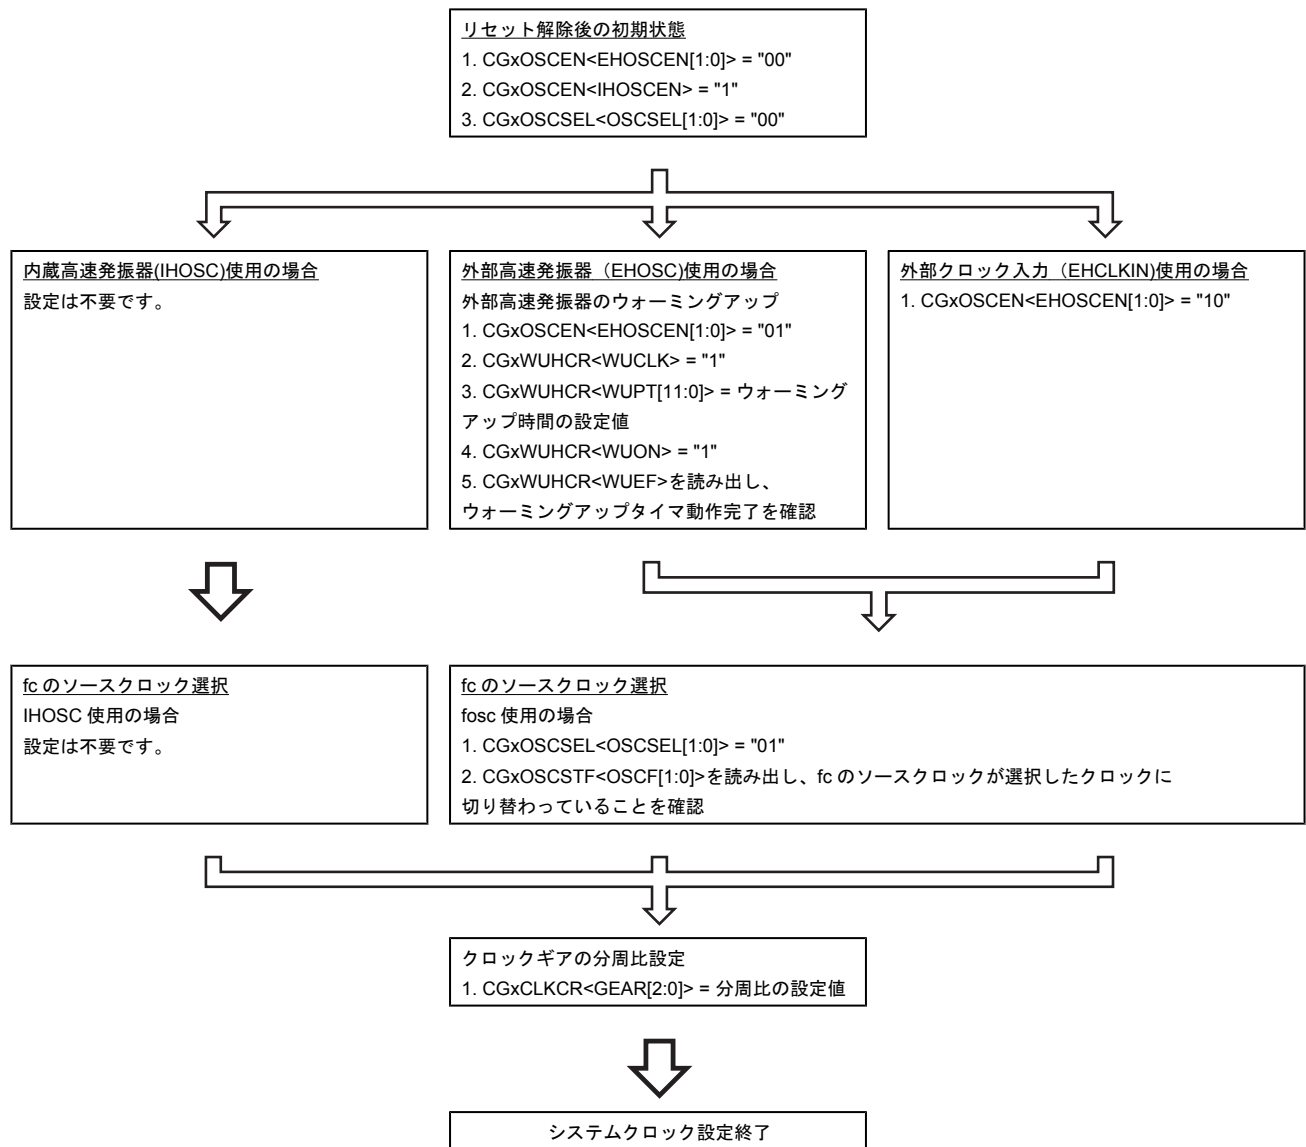 リセット解除後の初期状態
1. CGxOSCEN<EHOSCEN[1:0]> = "00"
2. CGxOSCEN<IHOSCEN> = "1"
3. CGxOSCSEL<OSCSEL[1:0]> = "00"
内蔵高速発振器(IHOSC)使用の場合
設定は不要です。
外部高速発振器（EHOSC)使用の場合
外部高速発振器のウォーミングアップ
1. CGxOSCEN<EHOSCEN[1:0]> = "01"
2. CGxWUHCR<WUCLK> = "1"
3. CGxWUHCR<WUPT[11:0]> = ウォーミング
アップ時間の設定値
4. CGxWUHCR<WUON> = "1"
5. CGxWUHCR<WUEF>を読み出し、
ウォーミングアップタイマ動作完了を確認
外部クロック入力（EHCLKIN)使用の場合
1. CGxOSCEN<EHOSCEN[1:0]> = "10"
fc のソースクロック選択
IHOSC 使用の場合
設定は不要です。
fc のソースクロック選択
fosc 使用の場合
1. CGxOSCSEL<OSCSEL[1:0]> = "01"
2. CGxOSCSTF<OSCF[1:0]>を読み出し、fc のソースクロックが選択したクロックに
切り替わっていることを確認
クロックギアの分周比設定
1. CGxCLKCR<GEAR[2:0]> = 分周比の設定値
システムクロック設定終了